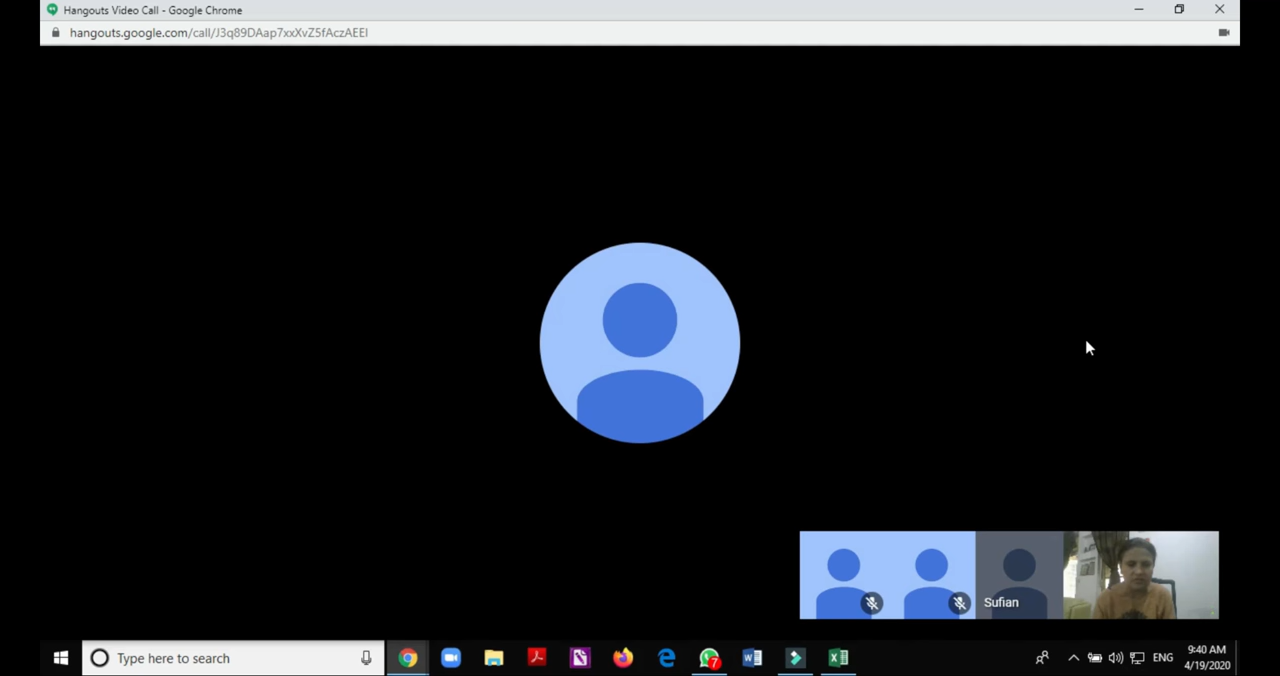 Hangouts Video Call - Google Chrome
hangouts.google.com/call/J3q89DAap7xxXvZ5fAczAEEI
Sufian
Type here to search
7
ENG
9:40 AM
4/19/2020